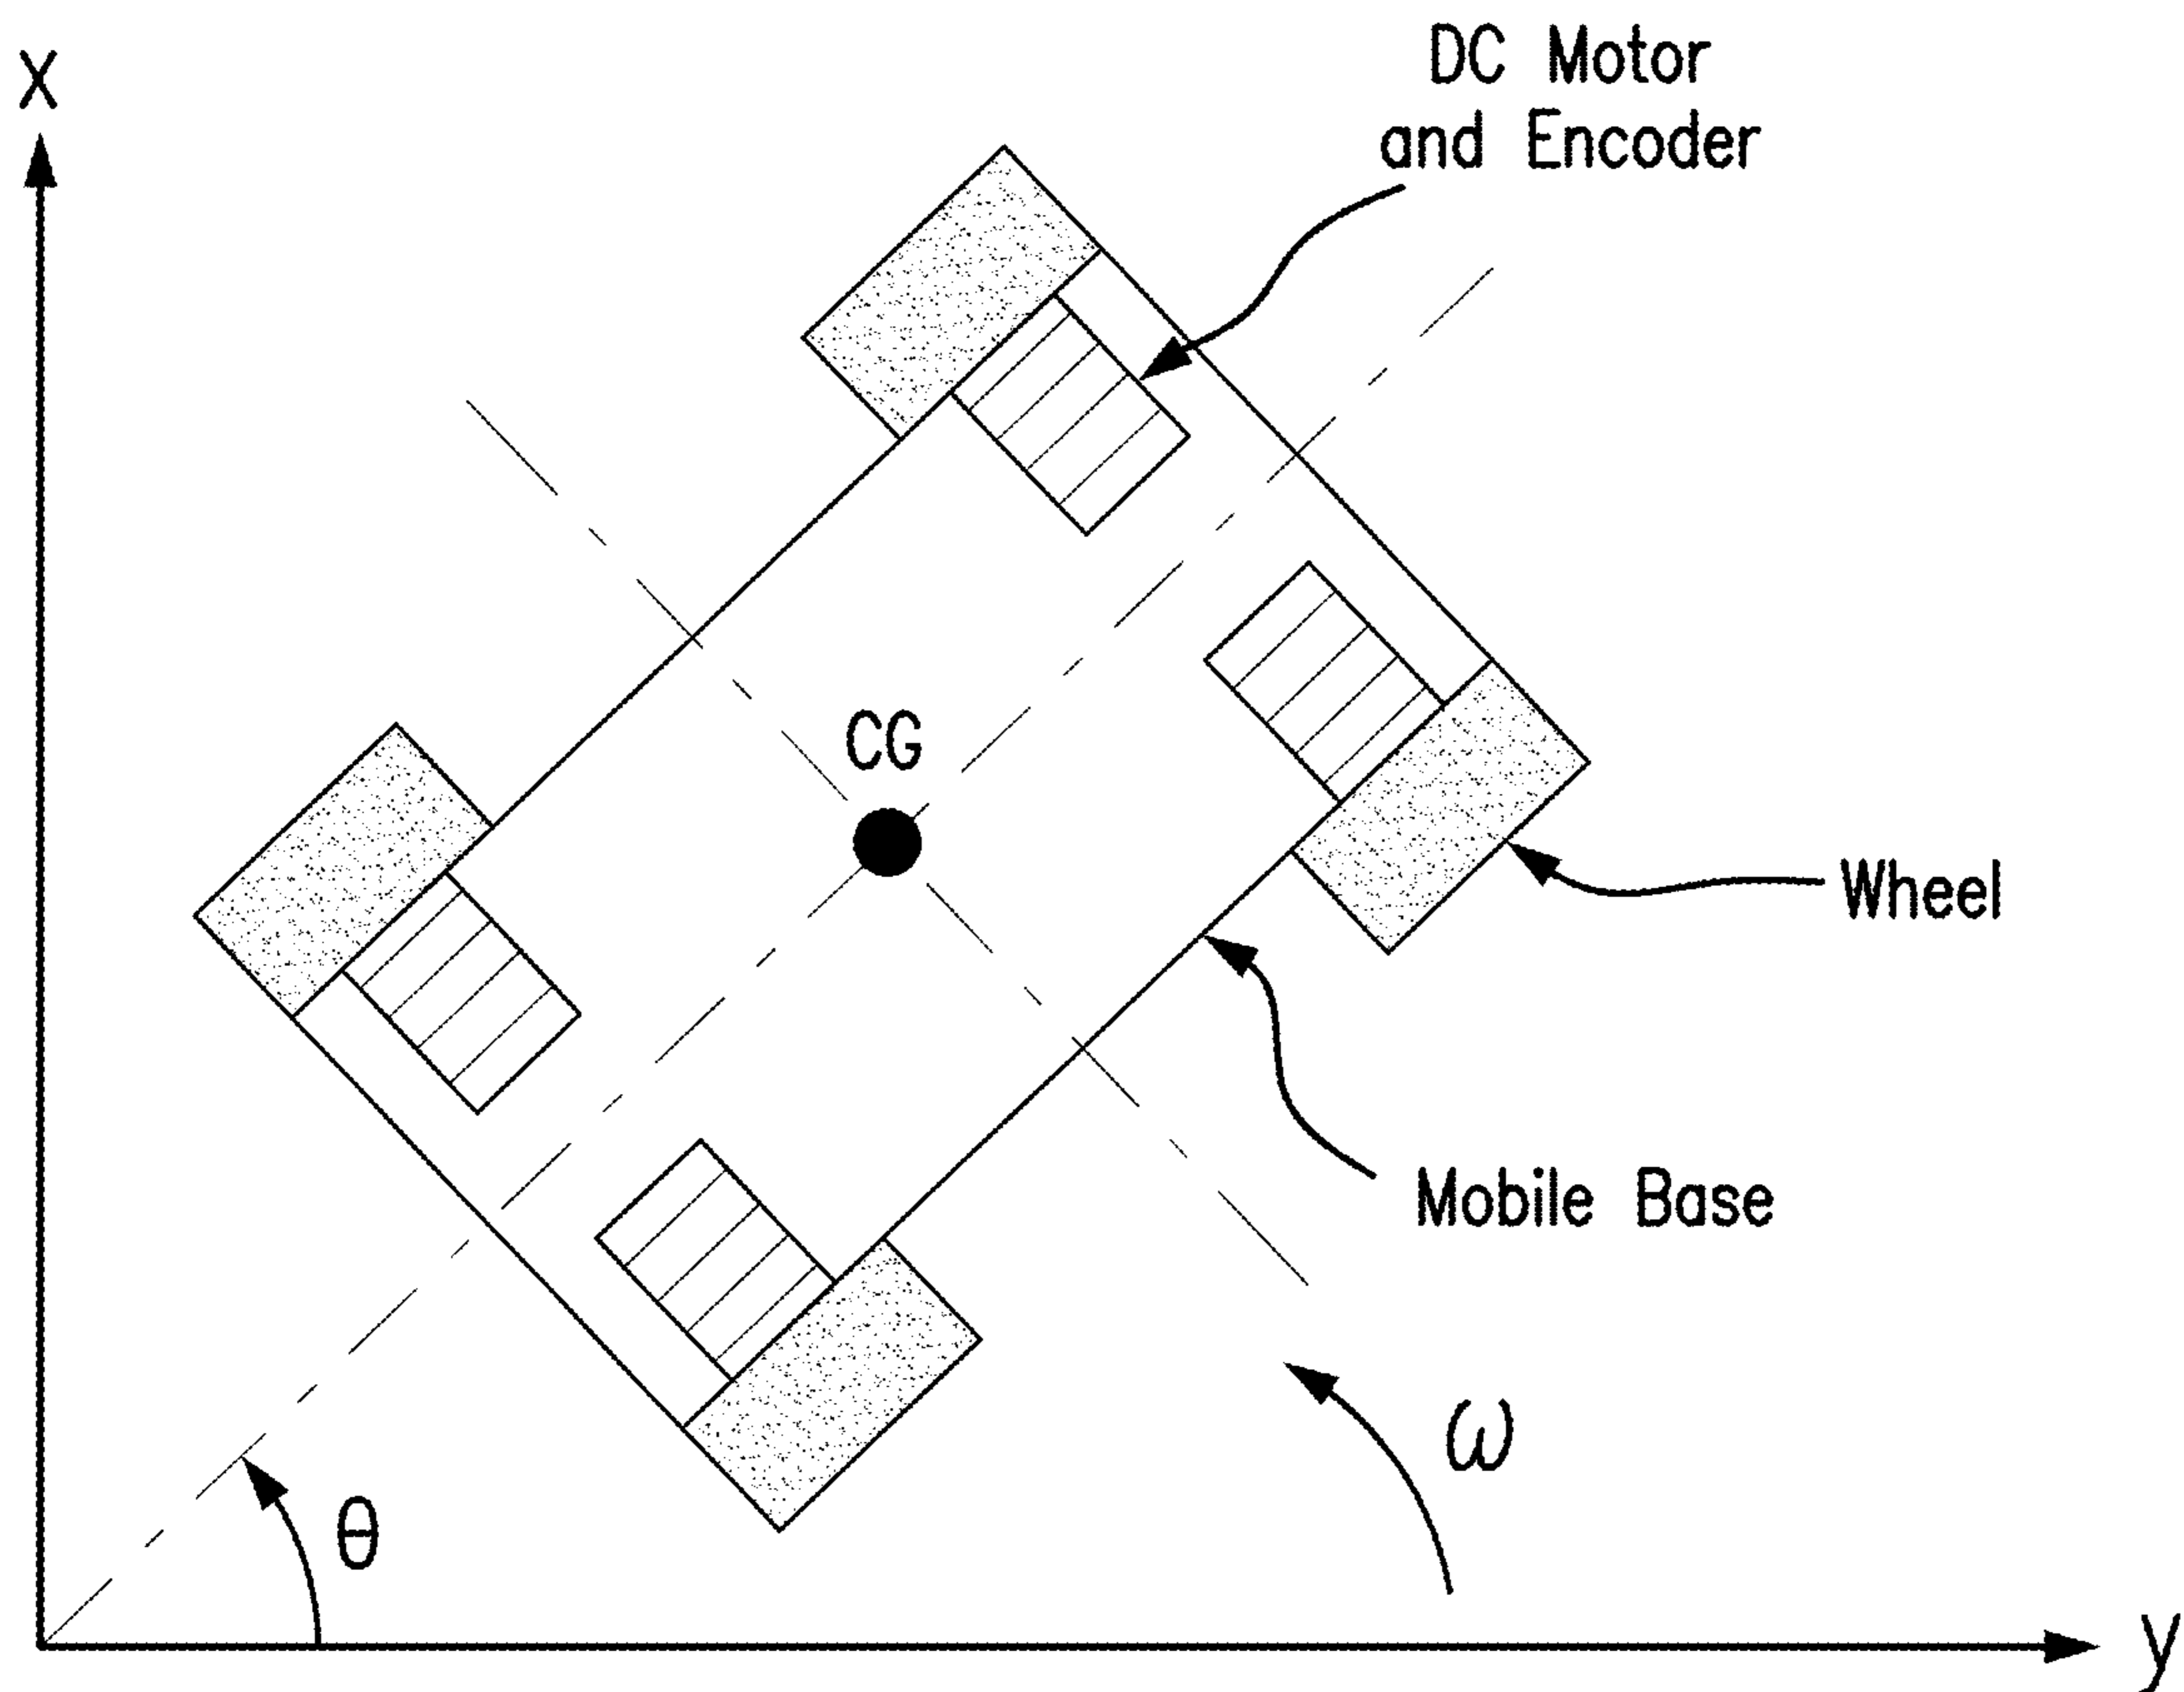 X
DC Motor
and Encoder
CG
Wheel
Mobile Base
ω
θ
y